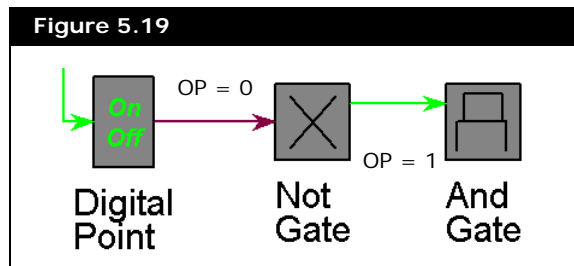 Figure 5.19
OP = 0
On
Off
OP = 1
Digital
Point
Not
Gate
And
Gate